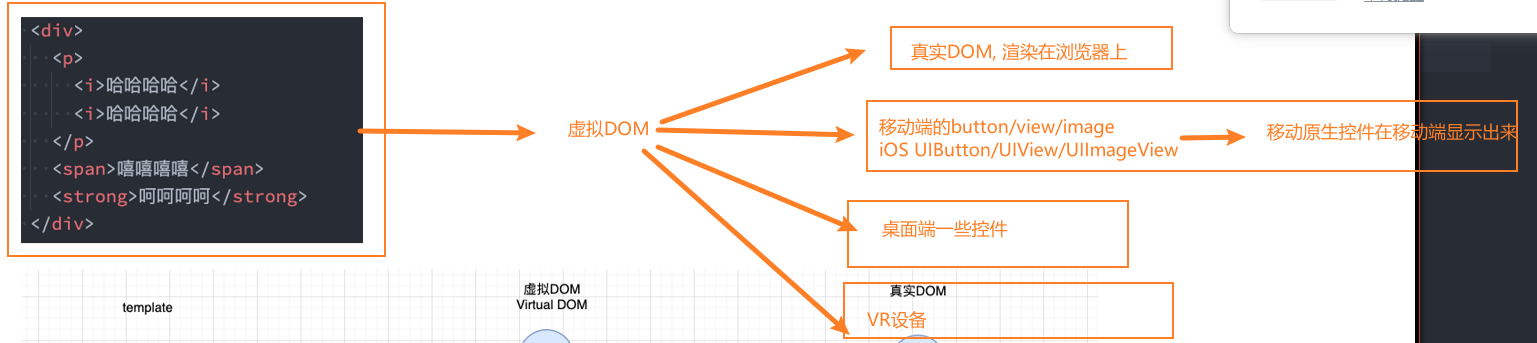 <div>
<p>
<i>哈哈哈哈</i>
<i>哈哈哈哈</i>
</p>
<span>嘻嘻嘻嘻</span>
<strong>呵呵呵呵</strong>
</div>
虚拟DOM
真实DOM, 渲染在浏览器上
移动端的button/view/image
iOS UIButton/UIView/UIImageView
移动原生控件在移动端显示出来
桌面端一些控件
VR设备
template
虚拟DOM
Virtual DOM
真实DOM